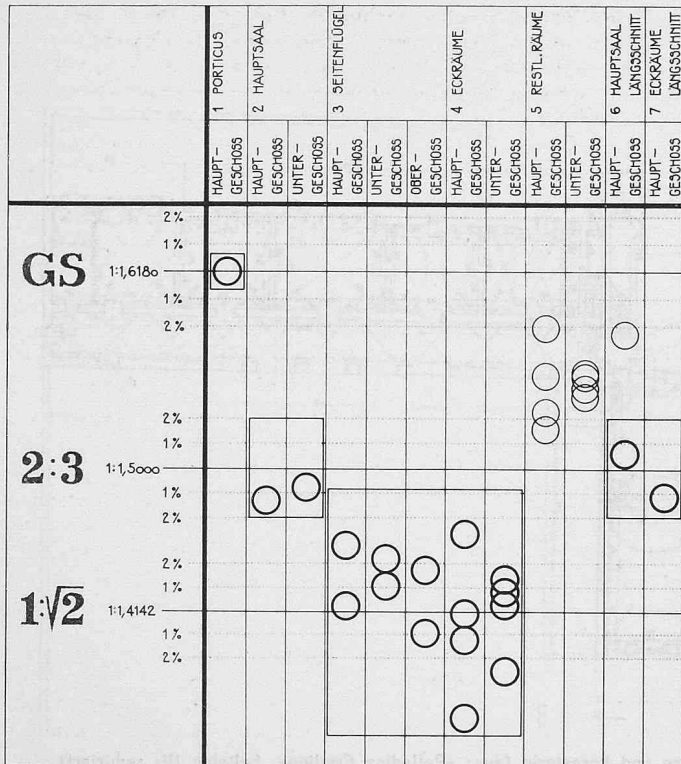 1 PORTICUS
2 HAUPTSAAL
3 SEITENFLÜGEL
4 ECKRÄUME
5 RESTL. RÄUME
6 HAUPTSAAL
LÄNGSSCHNITT
7 ECKRÄUME
LÄNGSSCHNITT
HAUPT–
GESCHOSS
HAUPT–
GESCHOSS
UNTER–
GESCHOSS
HAUPT–
GESCHOSS
UNTER–
GESCHOSS
OBER–
GESCHOSS
HAUPT–
GESCHOSS
UNTER–
GESCHOSS
HAUPT–
GESCHOSS
UNTER–
GESCHOSS
HAUPT–
GESCHOSS
HAUPT–
GESCHOSS
2%
1%
GS 1:1,6180
1%
2%
2%
1%
2:3 1:1,5000
1%
2%
2%
1%
1:√2 1:1,4142
1%
2%